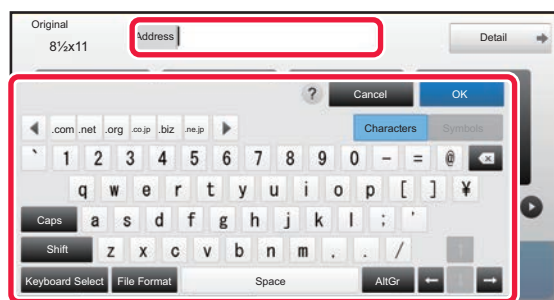 Original
8½x11
Address
Detail
? Cancel OK
.com .net .org .co.jp .biz .ne.jp
Characters Symbols
` 1 2 3 4 5 6 7 8 9 0 - = @
q w e r t y u i o p [ ] ¥
Caps a s d f g h j k l ; '
Shift z x c v b n m . . /
Keyboard Select File Format Space AltGr